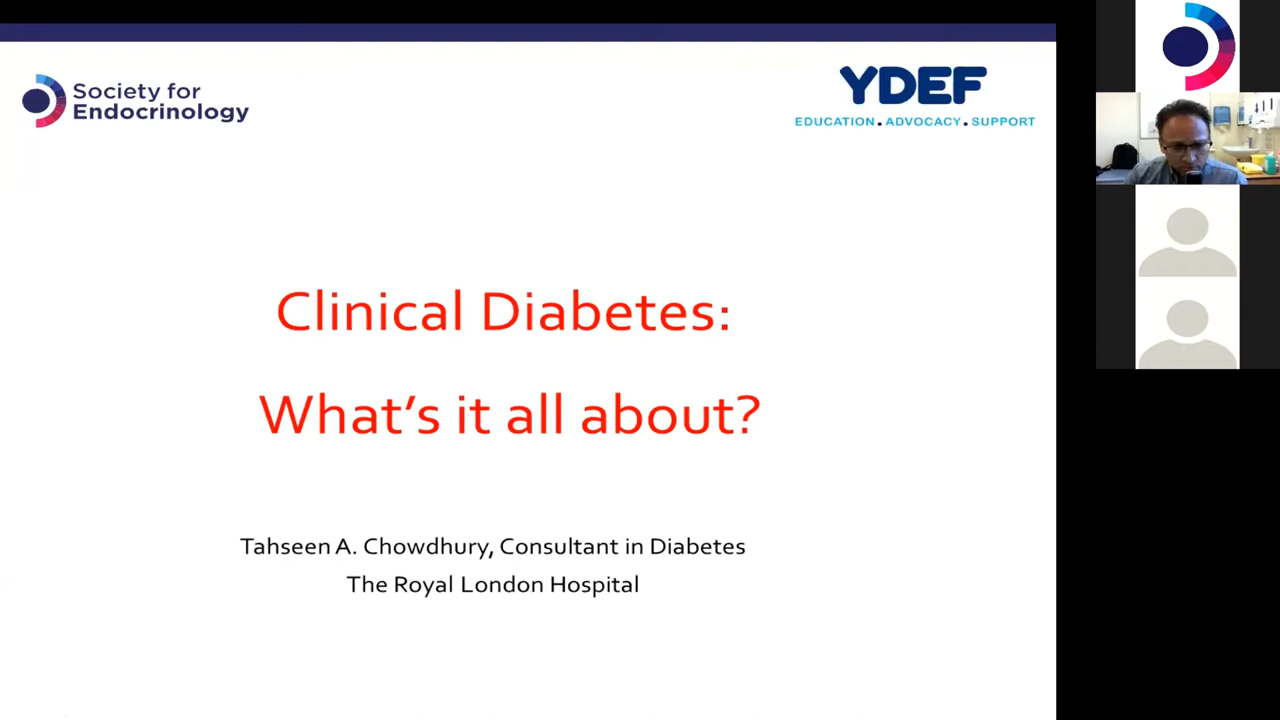 Society for
Endocrinology
YDEF
EDUCATION.ADVOCACY.SUPPORT
Clinical Diabetes:
What's it all about?
Tahseen A. Chowdhury, Consultant in Diabetes
The Royal London Hospital